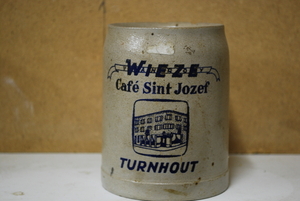 WIEZE
Café Sint Jozef
TURNHOUT